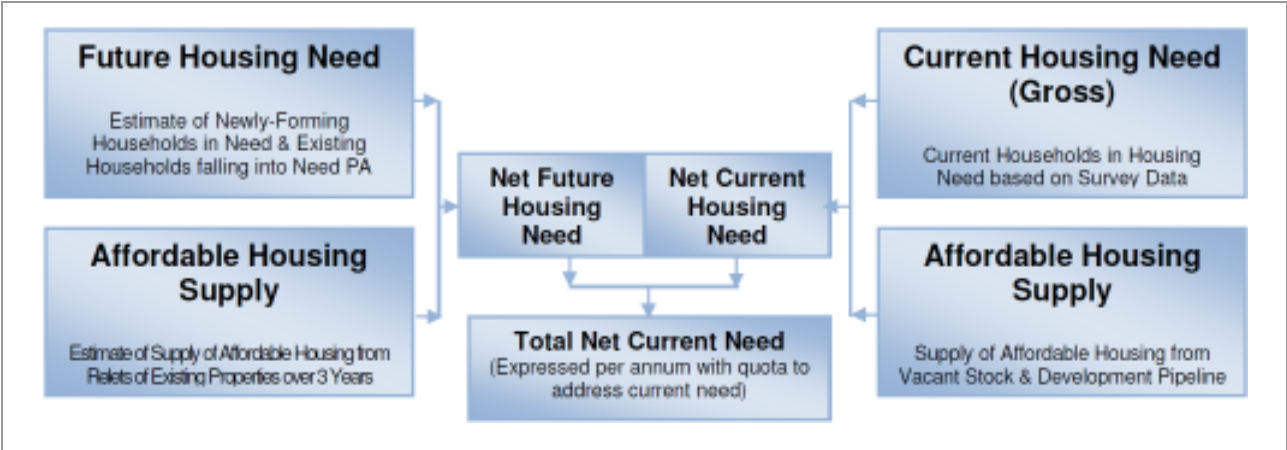 Future Housing Need
Estimate of Newly-Forming
Households in Need & Existing
Households falling into Need PA
Affordable Housing
Supply
Estimate of Supply of Affordable Housing from
Relets of Existing Properties over 3 Years
Net Future
Housing
Need
Net Current
Housing
Need
Total Net Current Need
(Expressed per annum with quota to
address current need)
Current Housing Need
(Gross)
Current Households in Housing
Need based on Survey Data
Affordable Housing
Supply
Supply of Affordable Housing from
Vacant Stock & Development Pipeline